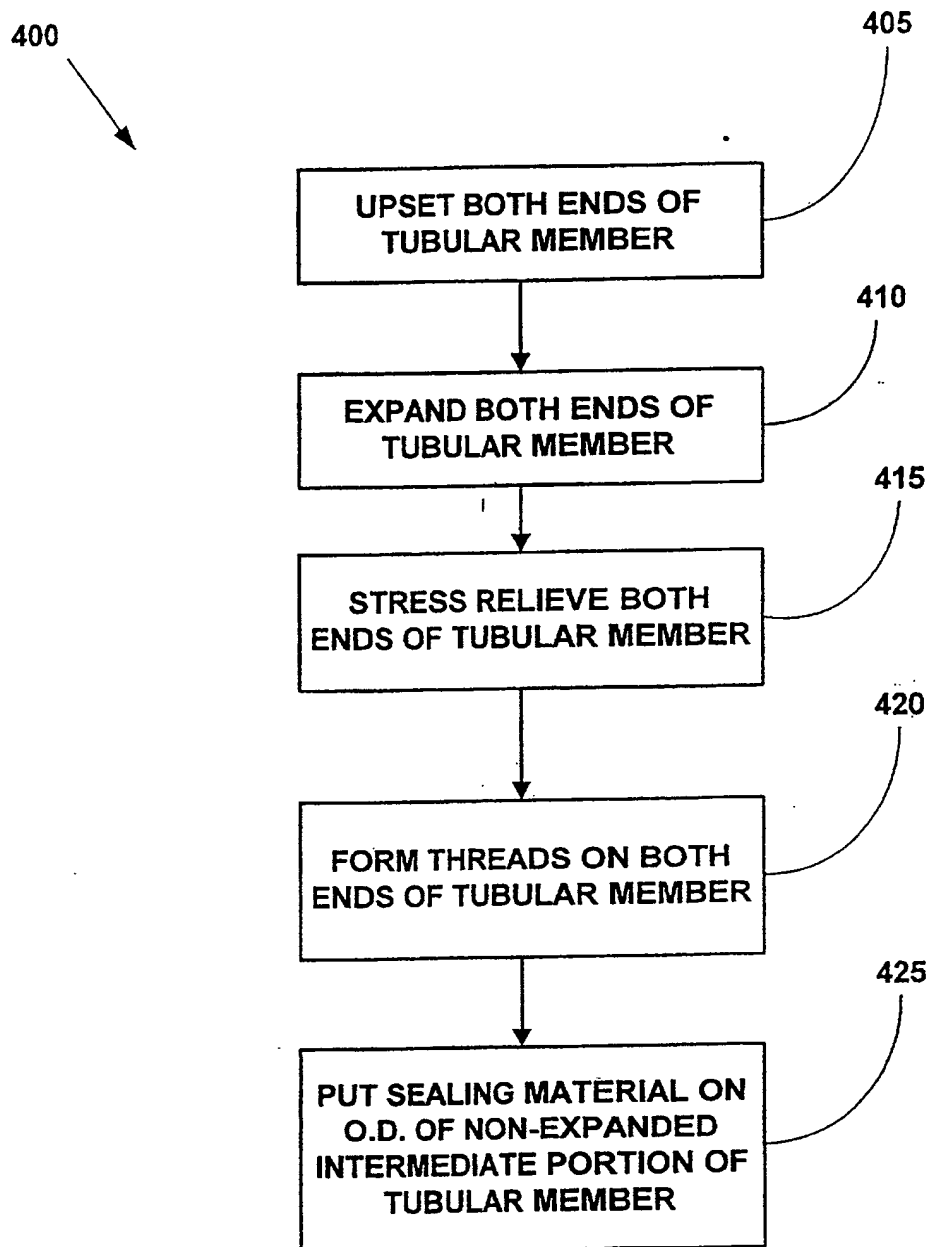 400
405
UPSET BOTH ENDS OF
TUBULAR MEMBER
410
EXPAND BOTH ENDS OF
TUBULAR MEMBER
415
STRESS RELIEVE BOTH
ENDS OF TUBULAR MEMBER
420
FORM THREADS ON BOTH
ENDS OF TUBULAR MEMBER
425
PUT SEALING MATERIAL ON
O.D. OF NON-EXPANDED
INTERMEDIATE PORTION OF
TUBULAR MEMBER